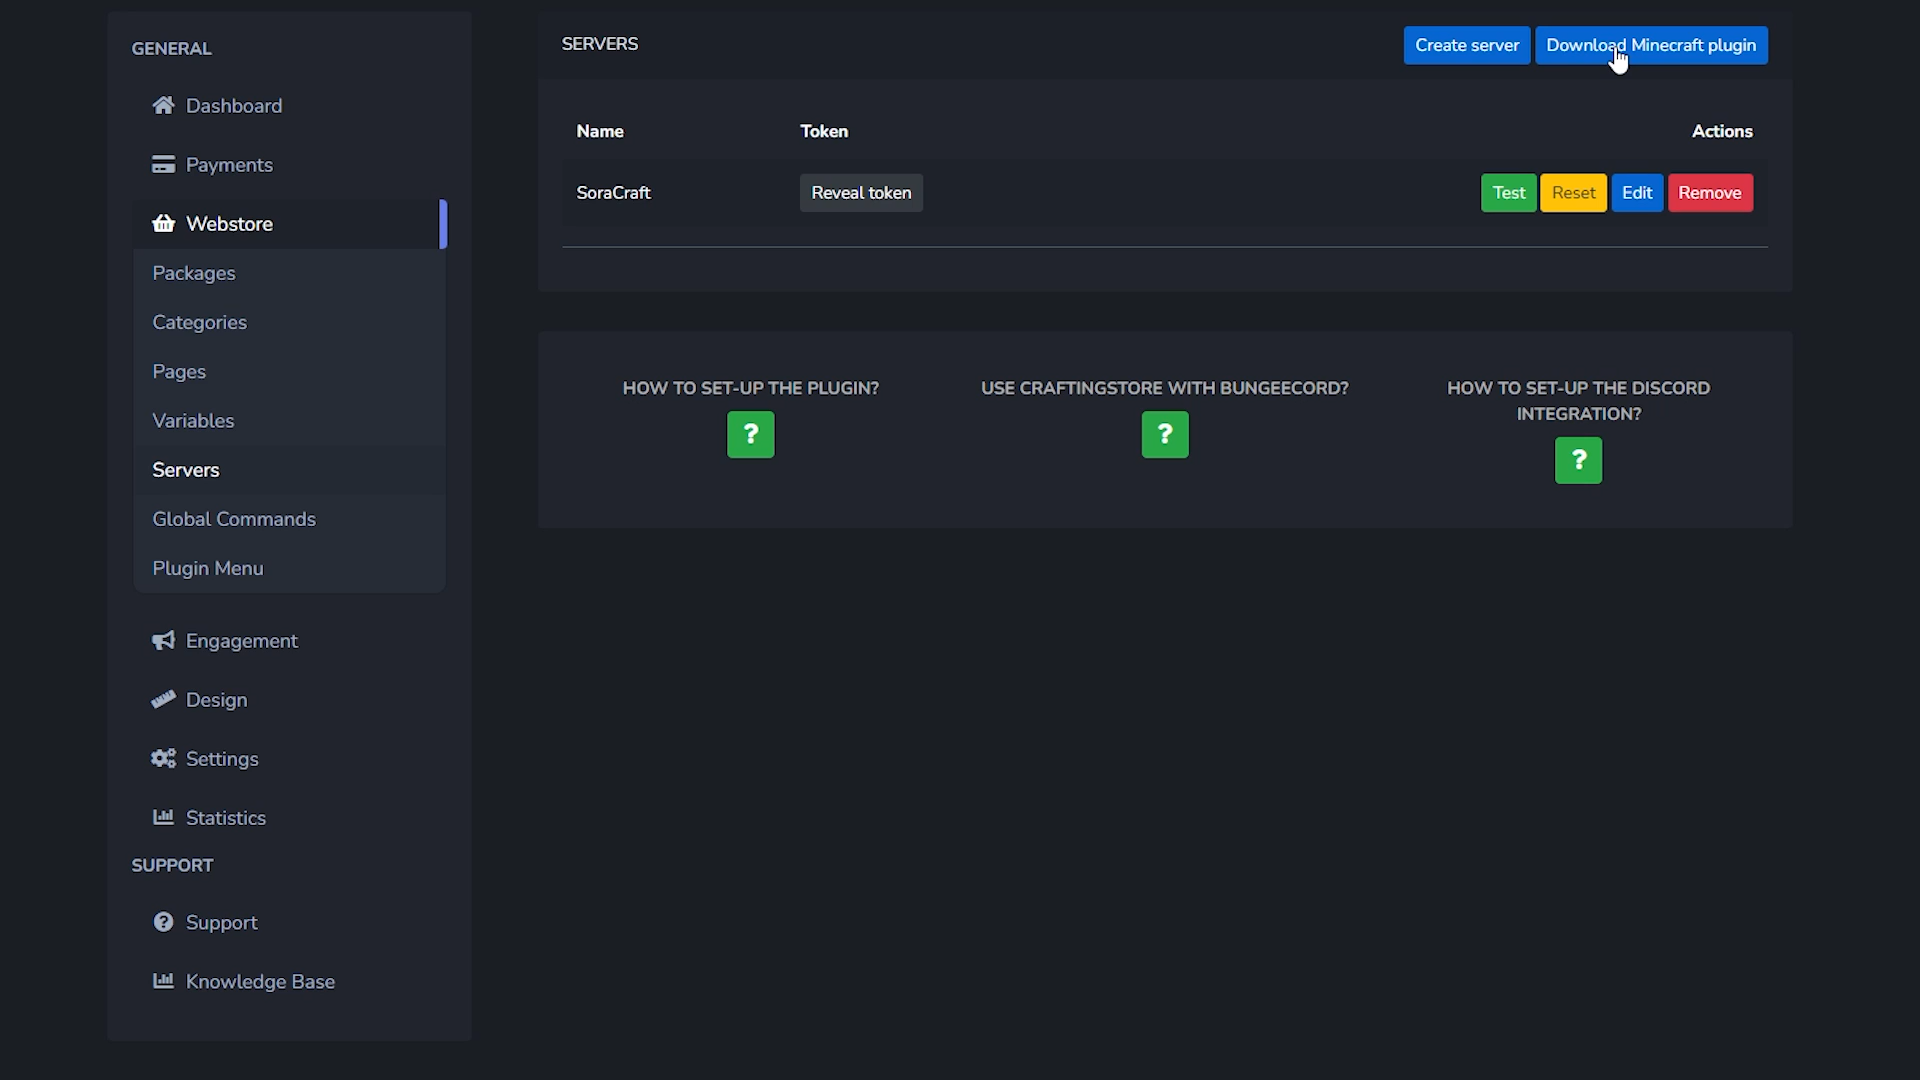 GENERAL
Dashboard
Payments
Webstore
Packages
Categories
Pages
Variables
Servers
Global Commands
Plugin Menu
Engagement
Design
Settings
Statistics
SUPPORT
Support
Knowledge Base
SERVERS
Create server
Download Minecraft plugin
Name Token Actions
SoraCraft Reveal token Test Reset Edit Remove
HOW TO SET-UP THE PLUGIN?
?
USE CRAFTINGSTORE WITH BUNGEECORD?
?
HOW TO SET-UP THE DISCORD
INTEGRATION?
?